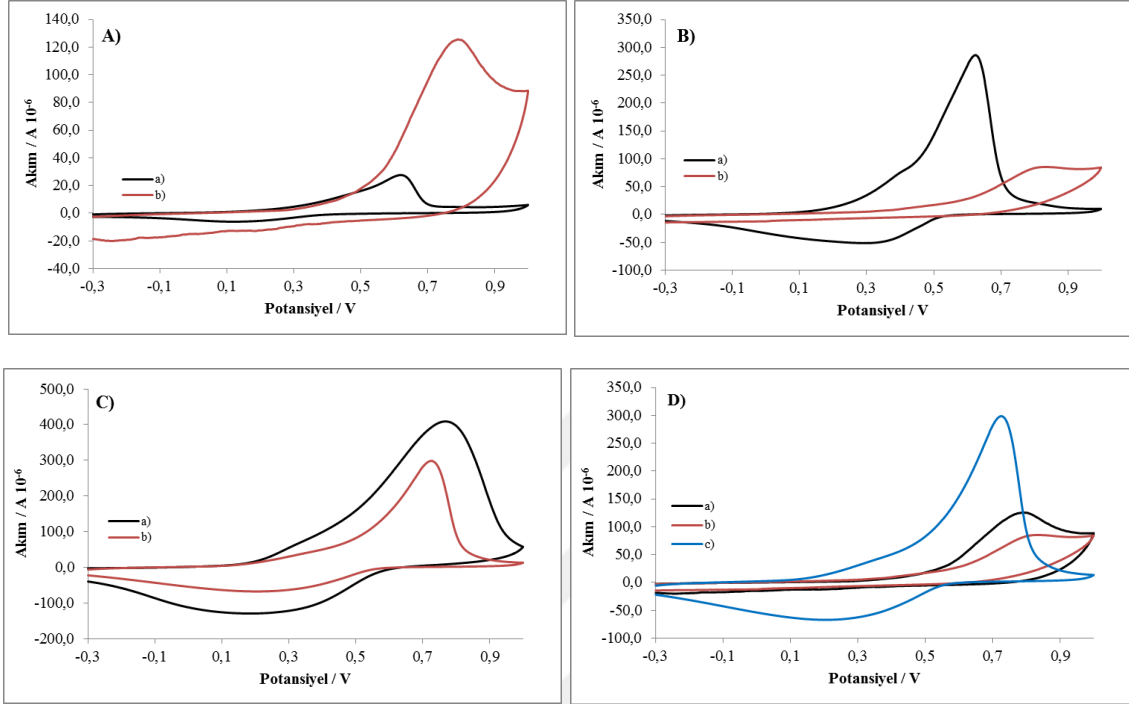 A)
140,0
120,0
100,0
80,0
60,0
40,0
20,0
0,0
-20,0
-40,0
Akım / A 10-6
a)
b)
-0,3 -0,1 0,1 0,3 0,5 0,7 0,9
Potansiyel / V
B)
350,0
300,0
250,0
200,0
150,0
100,0
50,0
0,0
-50,0
-100,0
Akım / A 10-6
a)
b)
-0,3 -0,1 0,1 0,3 0,5 0,7 0,9
Potansiyel / V
C)
500,0
400,0
300,0
200,0
100,0
0,0
-100,0
-200,0
Akım / A 10-6
a)
b)
-0,3 -0,1 0,1 0,3 0,5 0,7 0,9
Potansiyel / V
D)
350,0
300,0
250,0
200,0
150,0
100,0
50,0
0,0
-50,0
-100,0
Akım / A 10-6
a)
b)
c)
-0,3 -0,1 0,1 0,3 0,5 0,7 0,9
Potansiyel / V